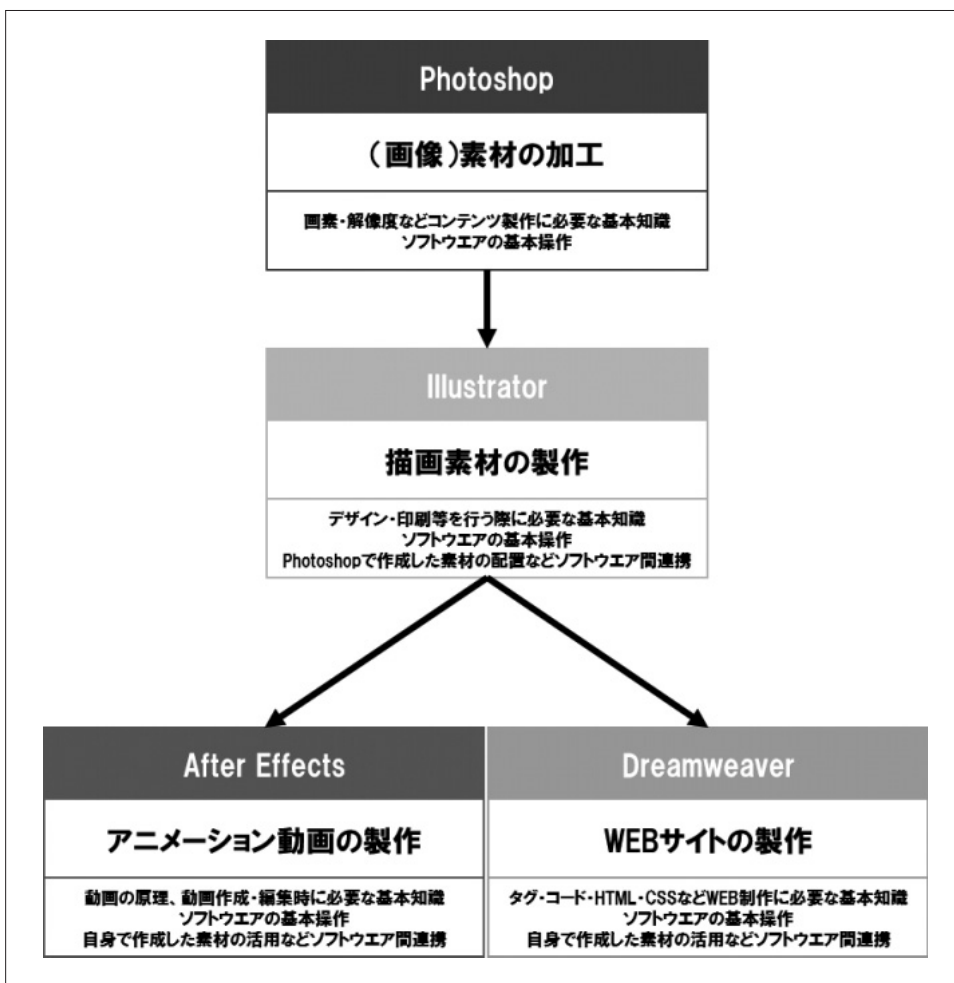 Photoshop
（画像）素材の加工
画素・解像度などコンテンツ製作に必要な基本知識
ソフトウエアの基本操作
Illustrator
描画素材の製作
デザイン・印刷等を行う際に必要な基本知識
ソフトウエアの基本操作
Photoshopで作成した素材の配置などソフトウエア間連携
After Effects
アニメーション動画の製作
動画の原理、動画作成・編集時に必要な基本知識
ソフトウエアの基本操作
自身で作成した素材の活用などソフトウエア間連携
Dreamweaver
WEBサイトの製作
タグ・コード・HTML・CSSなどWEB制作に必要な基本知識
ソフトウエアの基本操作
自身で作成した素材の活用などソフトウエア間連携